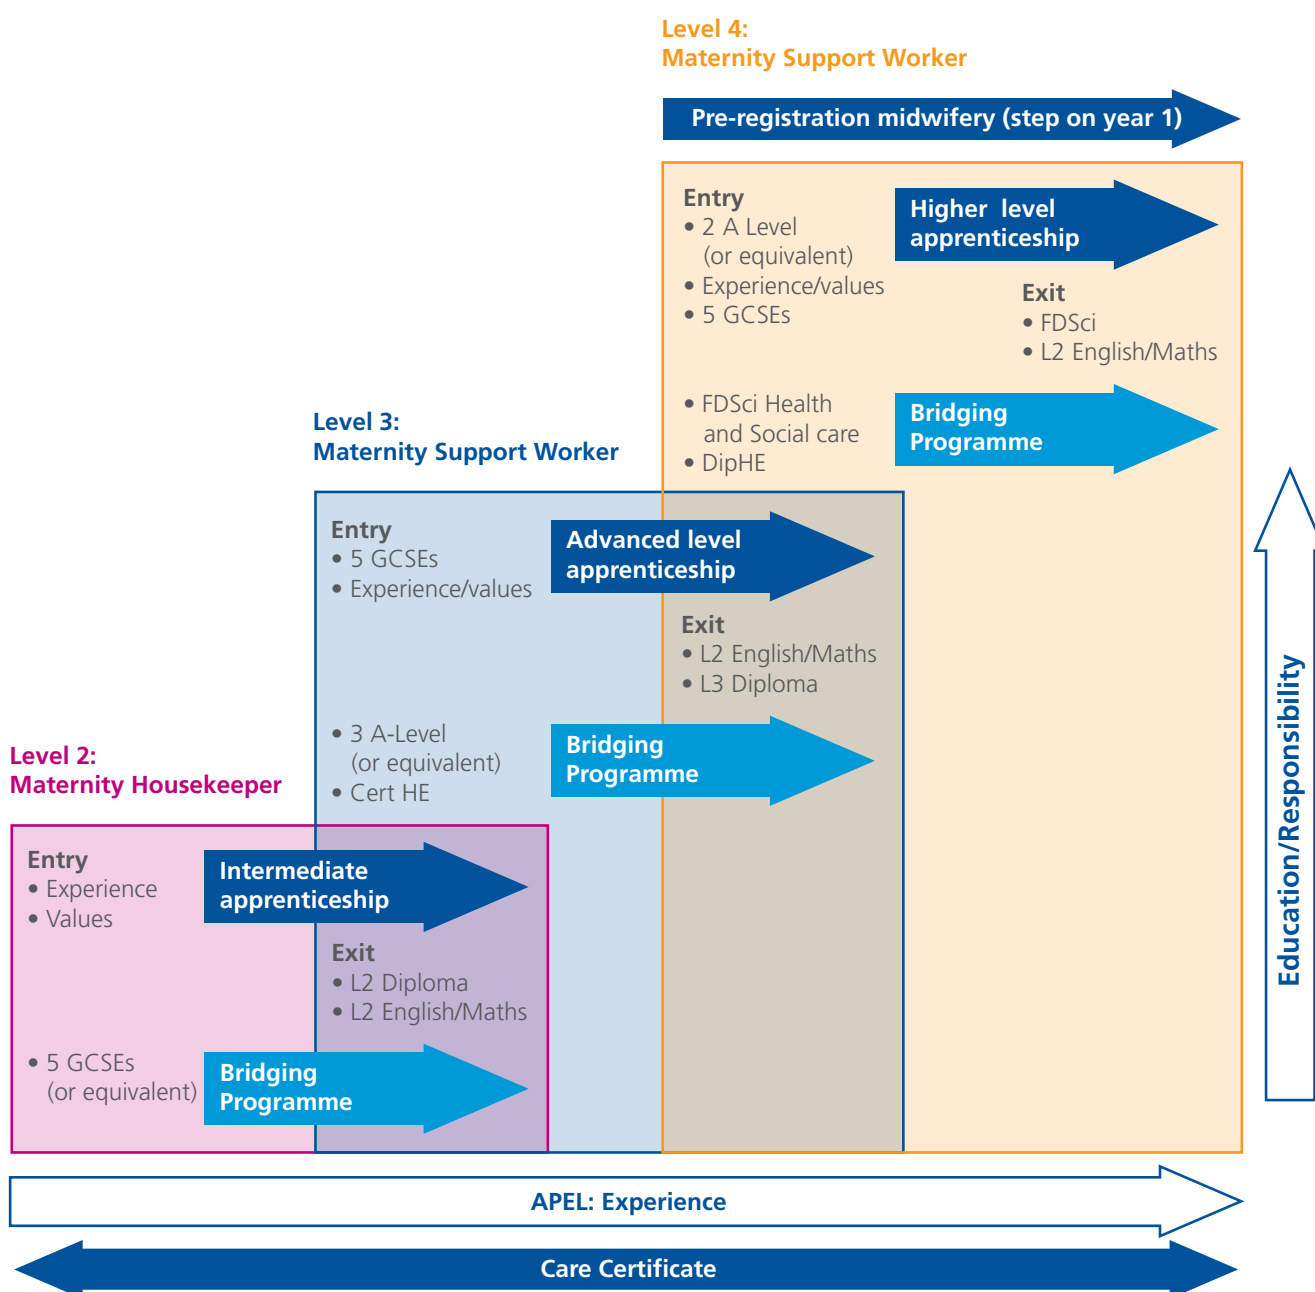 Level 4:
Maternity Support Worker
Pre-registration midwifery (step on year 1)
Entry
• 2 A Level
(or equivalent)
• Experience/values
• 5 GCSEs
Higher level
apprenticeship
Exit
• FDSci
• L2 English/Maths
• FDSci Health
and Social care
• DipHE
Bridging
Programme
Level 3:
Maternity Support Worker
Entry
• 5 GCSEs
• Experience/values
Advanced level
apprenticeship
Exit
• L2 English/Maths
• L3 Diploma
• 3 A-Level
(or equivalent)
• Cert HE
Bridging
Programme
Level 2:
Maternity Housekeeper
Entry
• Experience
• Values
Intermediate
apprenticeship
Exit
• L2 Diploma
• L2 English/Maths
• 5 GCSEs
(or equivalent)
Bridging
Programme
Education/Responsibility
APEL: Experience
Care Certificate